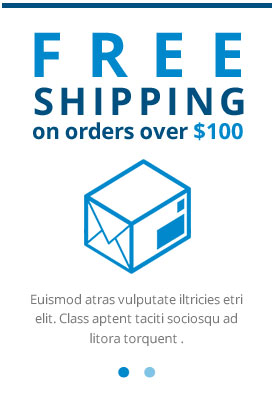 FREE
SHIPPING
on orders over $100
Euismod atras vulputate iltricies etri
elit. Class aptent taciti sociosqu ad
litora torquent .